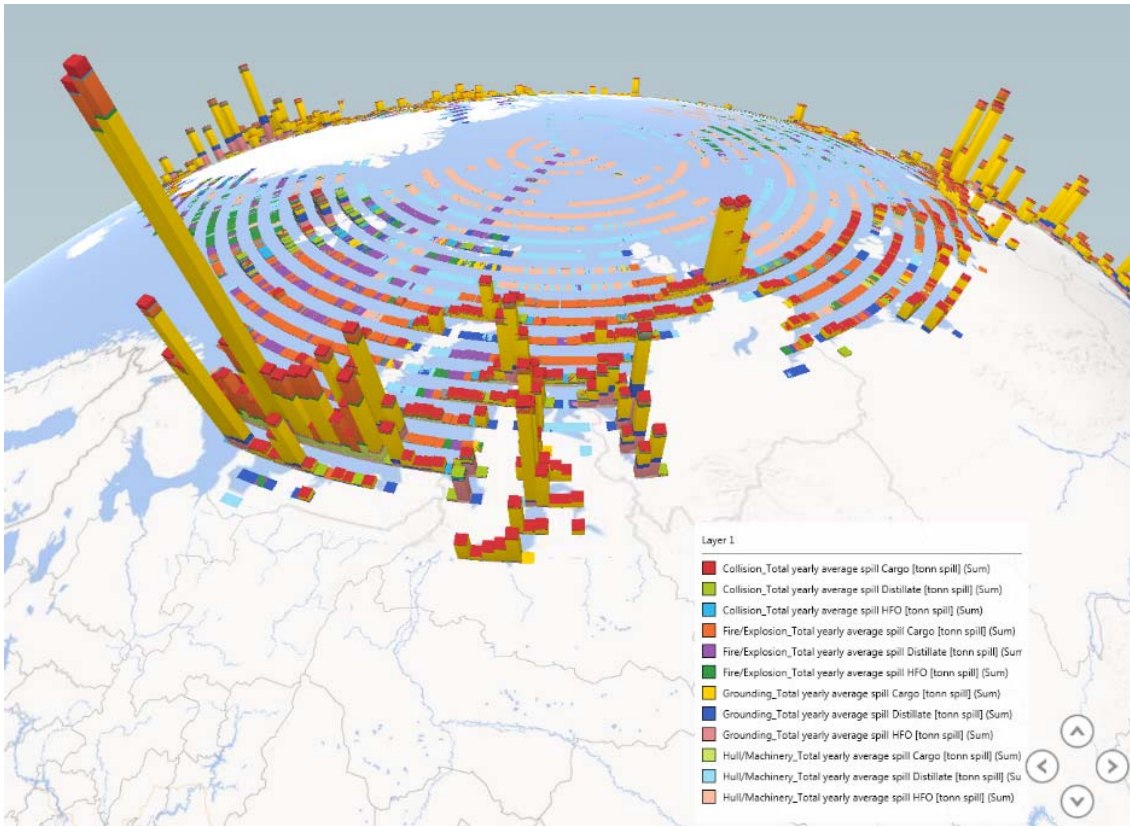 Layer 1
Collision_Total yearly average spill Cargo [tonn spill] (Sum)
Collision_Total yearly average spill Distillate [tonn spill] (Sum)
Collision_Total yearly average spill HFO [tonn spill] (Sum)
Fire/Explosion_Total yearly average spill Cargo [tonn spill] (Sum)
Fire/Explosion_Total yearly average spill Distillate [tonn spill] (Sum
Fire/Explosion_Total yearly average spill HFO [tonn spill] (Sum)
Grounding_Total yearly average spill Cargo [tonn spill] (Sum)
Grounding_Total yearly average spill Distillate [tonn spill] (Sum)
Grounding_Total yearly average spill HFO [tonn spill] (Sum)
Hull/Machinery_Total yearly average spill Cargo [tonn spill] (Sum)
Hull/Machinery_Total yearly average spill Distillate [tonn spill] (Su
Hull/Machinery_Total yearly average spill HFO [tonn spill] (Sum)